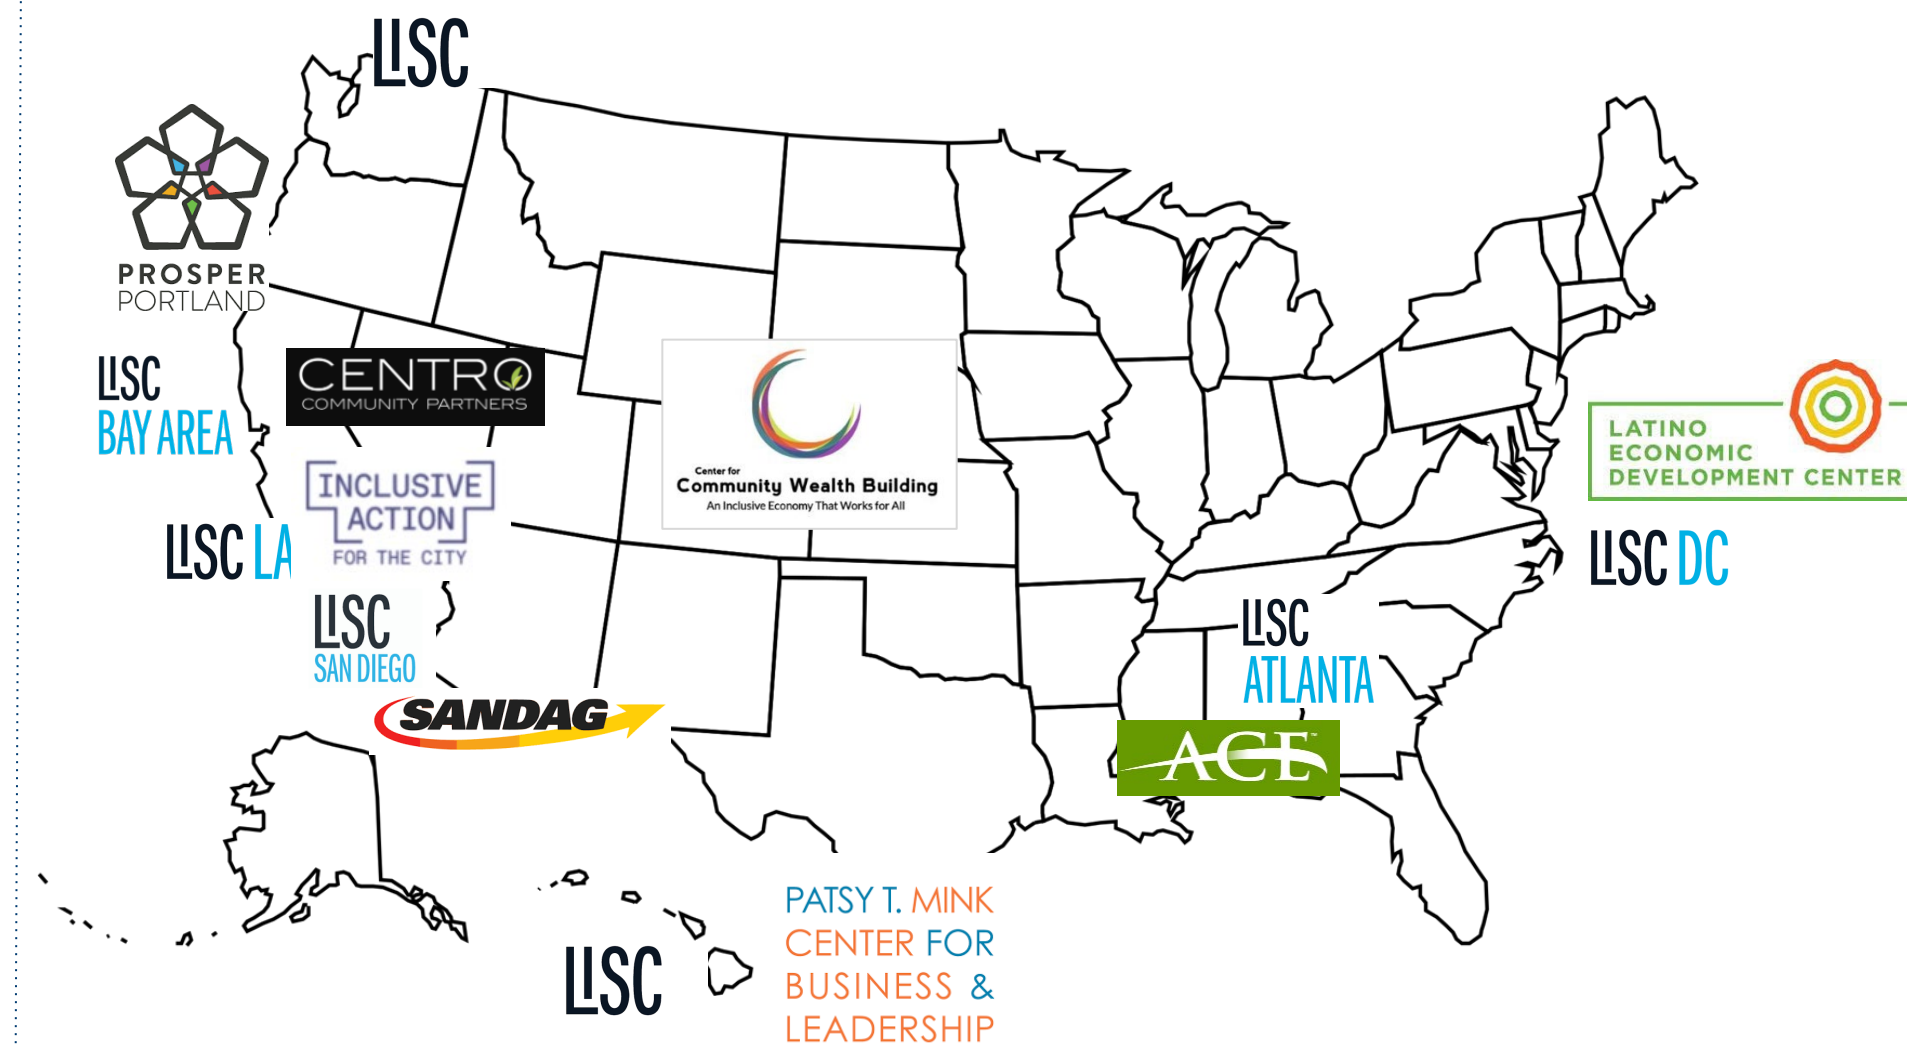 LISC
PROSPER
PORTLAND
LISC
BAY AREA
CENTRO
COMMUNITY PARTNERS
INCLUSIVE
ACTION
FOR THE CITY
LISC LA
LISC
SAN DIEGO
SANDAG
Center for
Community Wealth Building
An Inclusive Economy That Works for All
LATINO
ECONOMIC
DEVELOPMENT CENTER
LISC DC
LISC
ATLANTA
ACE™
LISC
PATSY T. MINK
CENTER FOR
BUSINESS &
LEADERSHIP